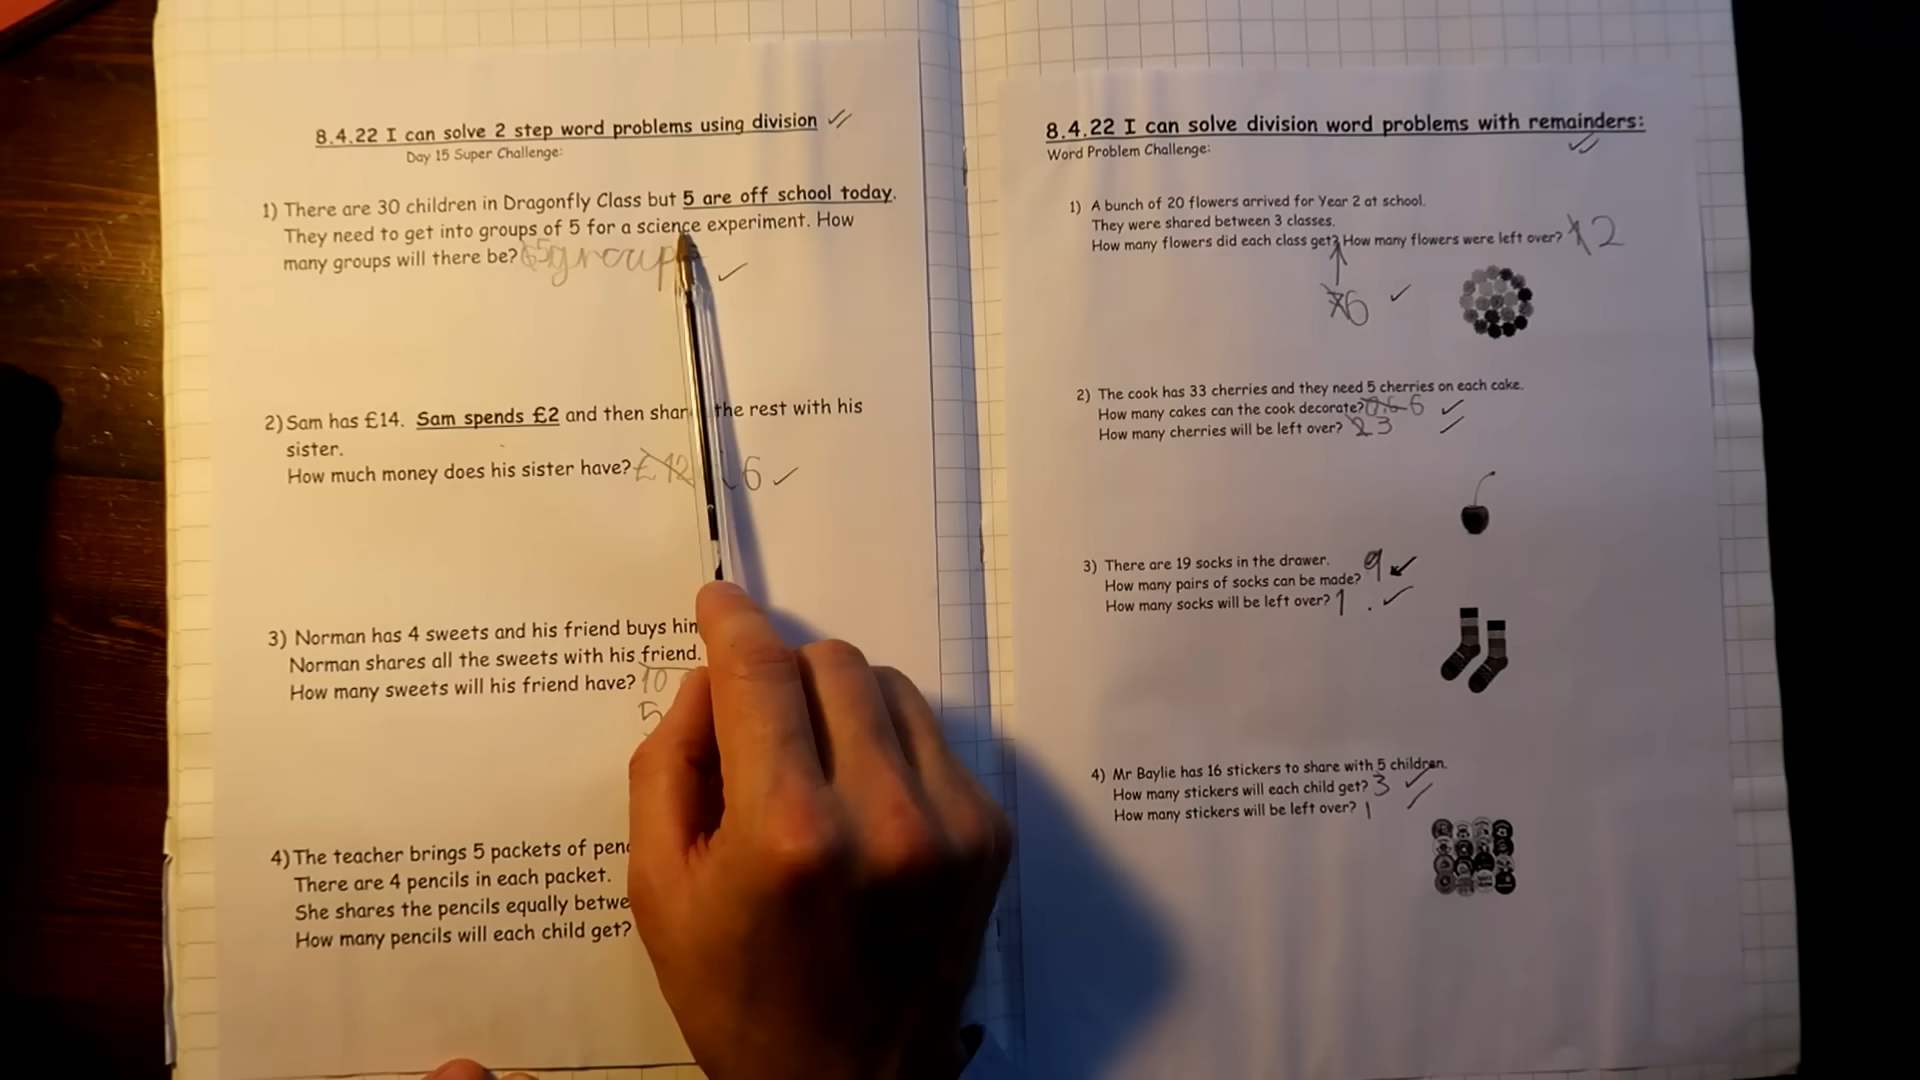 8.4.22 I can solve 2 step word problems using division
Day 15 Super Challenge:
1) There are 30 children in Dragonfly Class but 5 are off school today.
They need to get into groups of 5 for a science experiment. How
many groups will there be? 5 group
2) Sam has £14. Sam spends £2 and then the rest with his
sister.
How much money does his sister have? £12 6
3) Norman has 4 sweets and his friend buys
Norman shares all the sweets with his friend.
How many sweets will his friend have? 10
5
4) The teacher brings 5 packets of
There are 4 pencils in each packet.
She shares the pencils equally
How many pencils will each child get?
8.4.22 I can solve division word problems with remainders:
Word Problem Challenge:
1) A bunch of 20 flowers arrived for Year 2 at school.
They were shared between 3 classes.
How many flowers did each class get? How many flowers were left over? 2
6
2) The cook has 33 cherries and they need 5 cherries on each cake.
How many cakes can the cook decorate? 6
How many cherries will be left over? 3
3) There are 19 socks in the drawer.
How many pairs of socks can be made? 9
How many socks will be left over? 1
4) Mr Baylie has 16 stickers to share with 5 children.
How many stickers will each child get? 3
How many stickers will be left over? 1